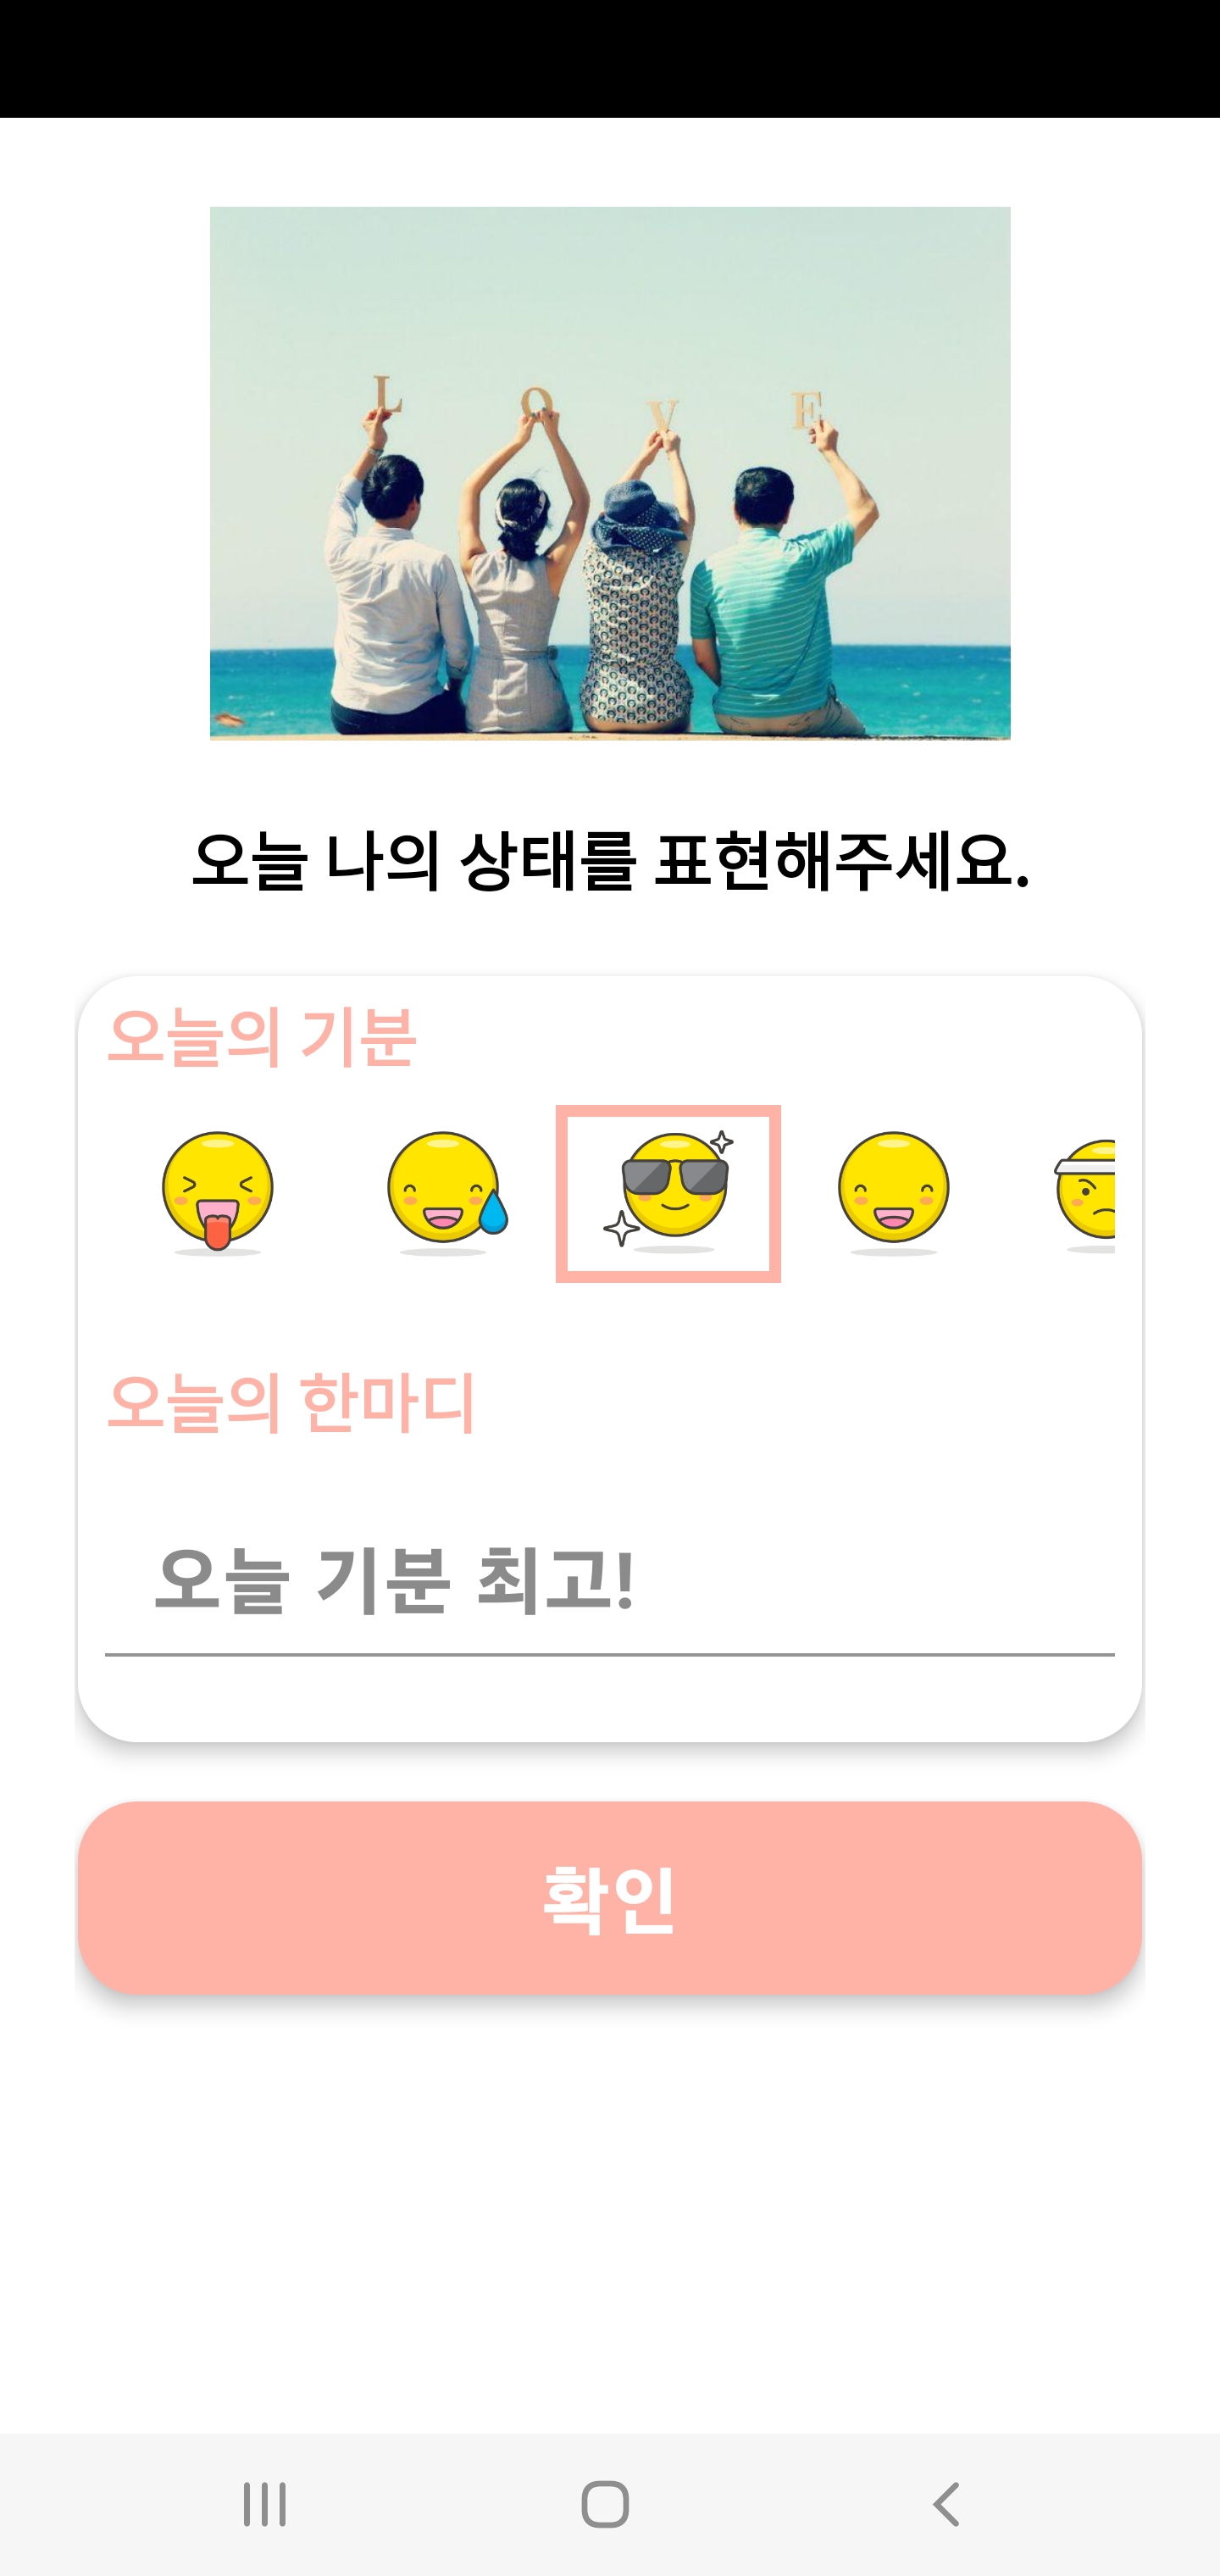 L O V E
오늘 나의 상태를 표현해주세요.
오늘의 기분
오늘의 한마디
오늘 기분 최고!
확인